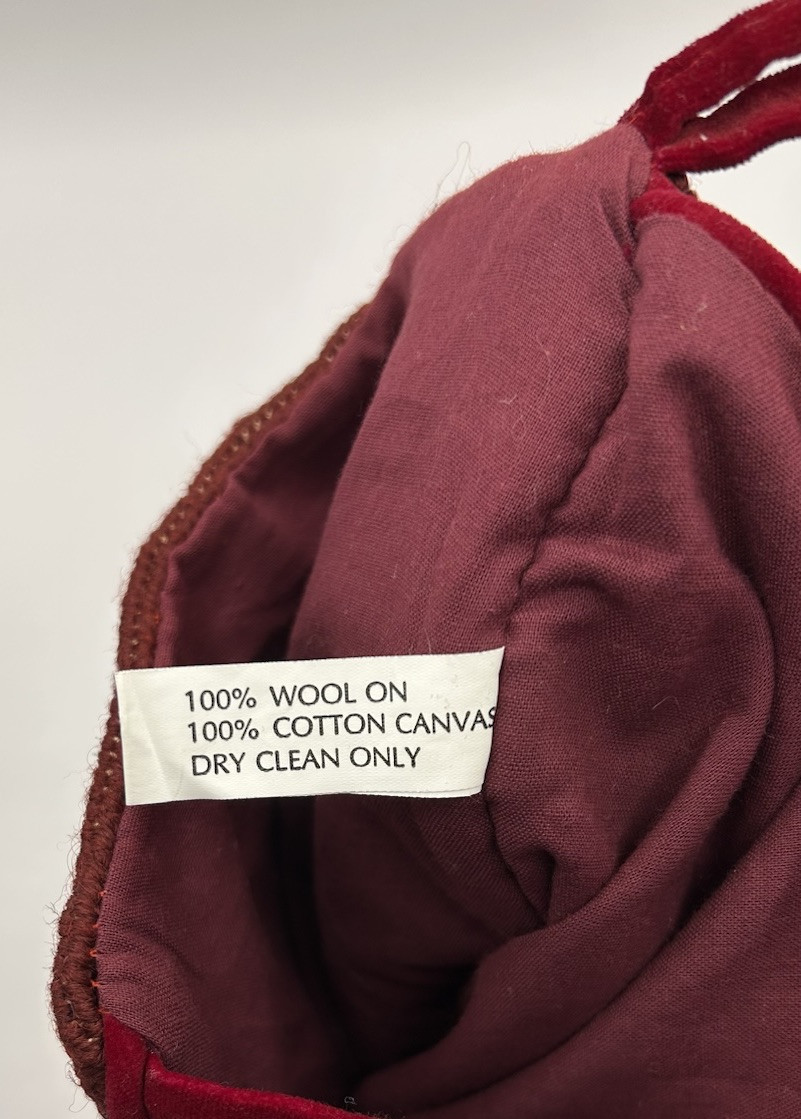 100% WOOL ON
100% COTTON CANVAS
DRY CLEAN ONLY